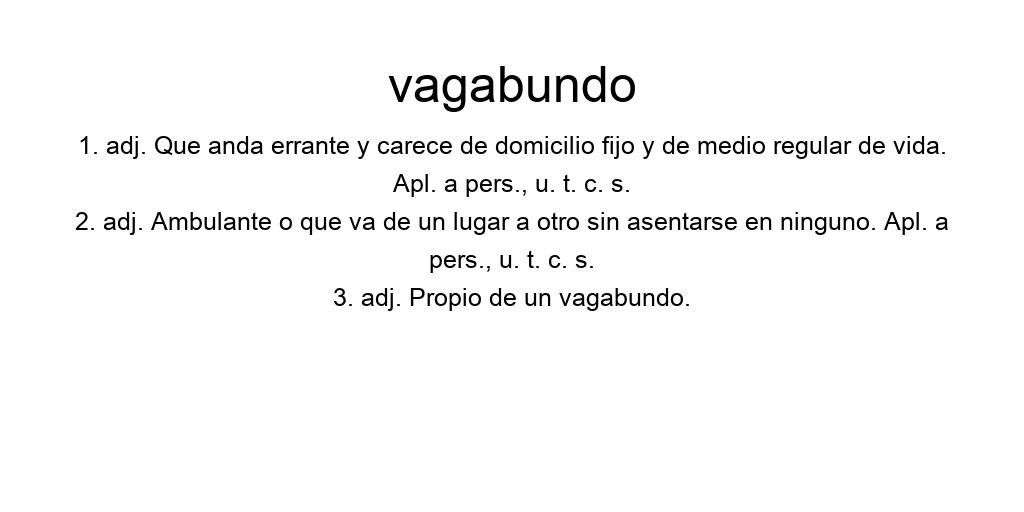 vagabundo
1. adj. Que anda errante y carece de domicilio fijo y de medio regular de vida.
Apl. a pers., u. t. c. s.
2. adj. Ambulante o que va de un lugar a otro sin asentarse en ninguno. Apl. a
pers., u. t. c. s.
3. adj. Propio de un vagabundo.